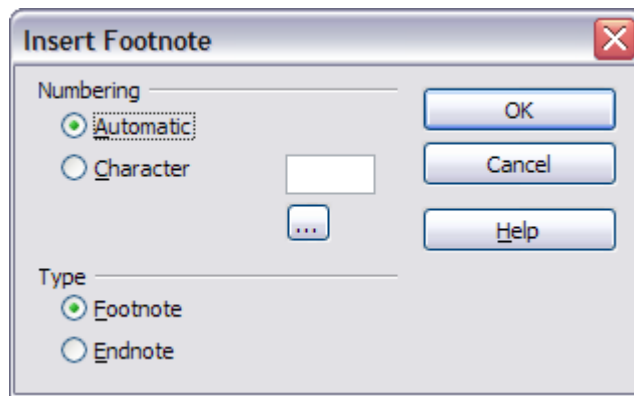 Insert Footnote
Numbering
Automatic
OK
Character
Cancel
...
Help
Type
Footnote
Endnote